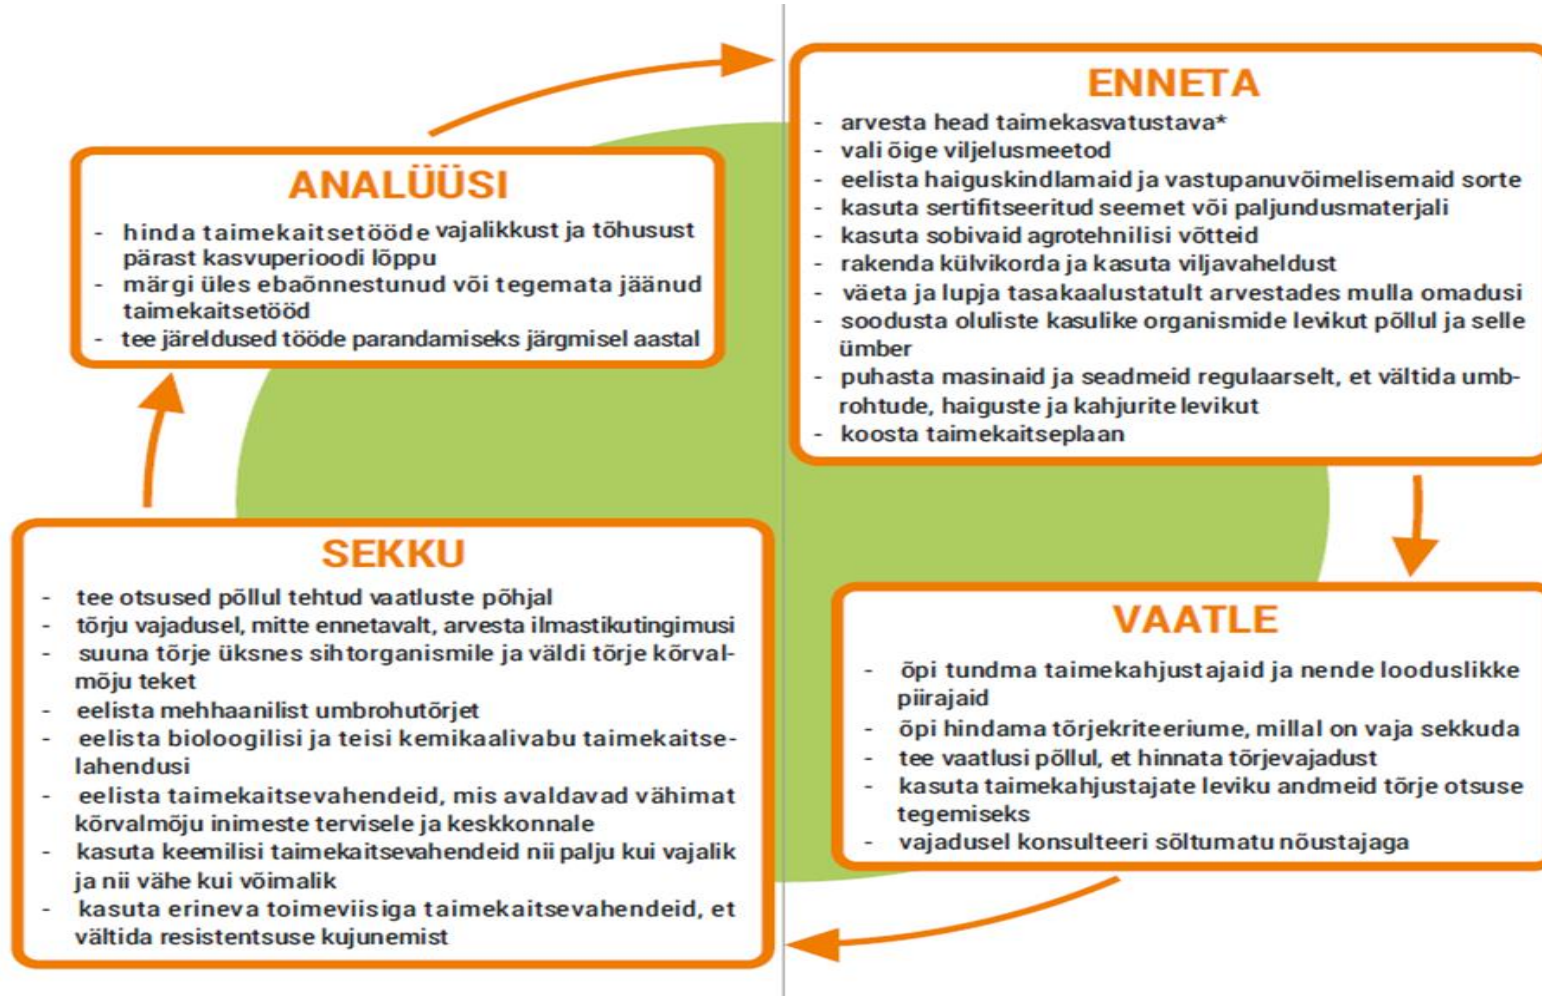 ENNETA
- arvesta head taimekasvatustava*
- vali õige viljelusmeetod
- eelista haiguskindlamaid ja vastupanuvõimelisemaid sorte
- kasuta sertifitseeritud seemet või paljundusmaterjali
- kasuta sobivaid agrotehnilisi võtteid
- rakenda külvikorda ja kasuta viljavaheldust
- väeta ja lupja tasakaalustatult arvestades mulla omadusi
- soodusta oluliste kasulike organismide levikut põllul ja selle
ümber
- puhasta masinaid ja seadmeid regulaarselt, et vältida umb-
rohtude, haiguste ja kahjurite levikut
- koosta taimekaitseplaan
VAATLE
- õpi tundma taimekahjustajaid ja nende looduslikke
piirajaid
- õpi hindama tõrjekriteeriume, millal on vaja sekkuda
- tee vaatlusi põllul, et hinnata tõrjevajadust
- kasuta taimekahjustajate leviku andmeid tõrje otsuse
tegemiseks
- vajadusel konsulteeri sõltumatu nõustajaga
SEKKU
- tee otsused põllul tehtud vaatluste põhjal
- tõrju vajadusel, mitte ennetavalt, arvesta ilmastikutingimusi
- suuna tõrje üksnes sihtorganismile ja väldi tõrje kõrval-
mõju teket
- eelista mehhaanilist umbrohutõrjet
- eelista bioloogilisi ja teisi kemikaalivabu taimekaitse-
lahendusi
- eelista taimekaitsevahendeid, mis avaldavad vähimat
kõrvalmõju inimeste tervisele ja keskkonnale
- kasuta keemilisi taimekaitsevahendeid nii palju kui vajalik
ja nii vähe kui võimalik
- kasuta erineva toimeviisiga taimekaitsevahendeid, et
vältida resistentsuse kujunemist
ANALÜÜSI
- hinda taimekaitsetööde vajalikkust ja tõhusust
pärast kasvuperioodi lõppu
- märgi üles ebaõnnestunud või tegemata jäänud
taimekaitsetööd
- tee järeldused tööde parandamiseks järgmisel aastal